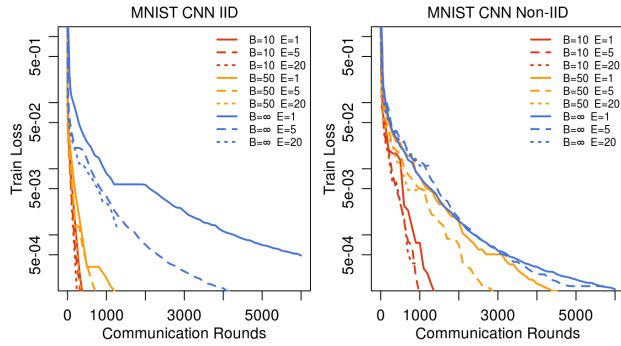 MNIST CNN IID
Train Loss
5e-01
5e-02
5e-03
5e-04
B=10 E=1
B=10 E=5
B=10 E=20
B=50 E=1
B=50 E=5
B=50 E=20
B=∞ E=1
B=∞ E=5
B=∞ E=20
0 1000 3000 5000
Communication Rounds
MNIST CNN Non-IID
Train Loss
5e-01
5e-02
5e-03
5e-04
B=10 E=1
B=10 E=5
B=10 E=20
B=50 E=1
B=50 E=5
B=50 E=20
B=∞ E=1
B=∞ E=5
B=∞ E=20
0 1000 3000 5000
Communication Rounds